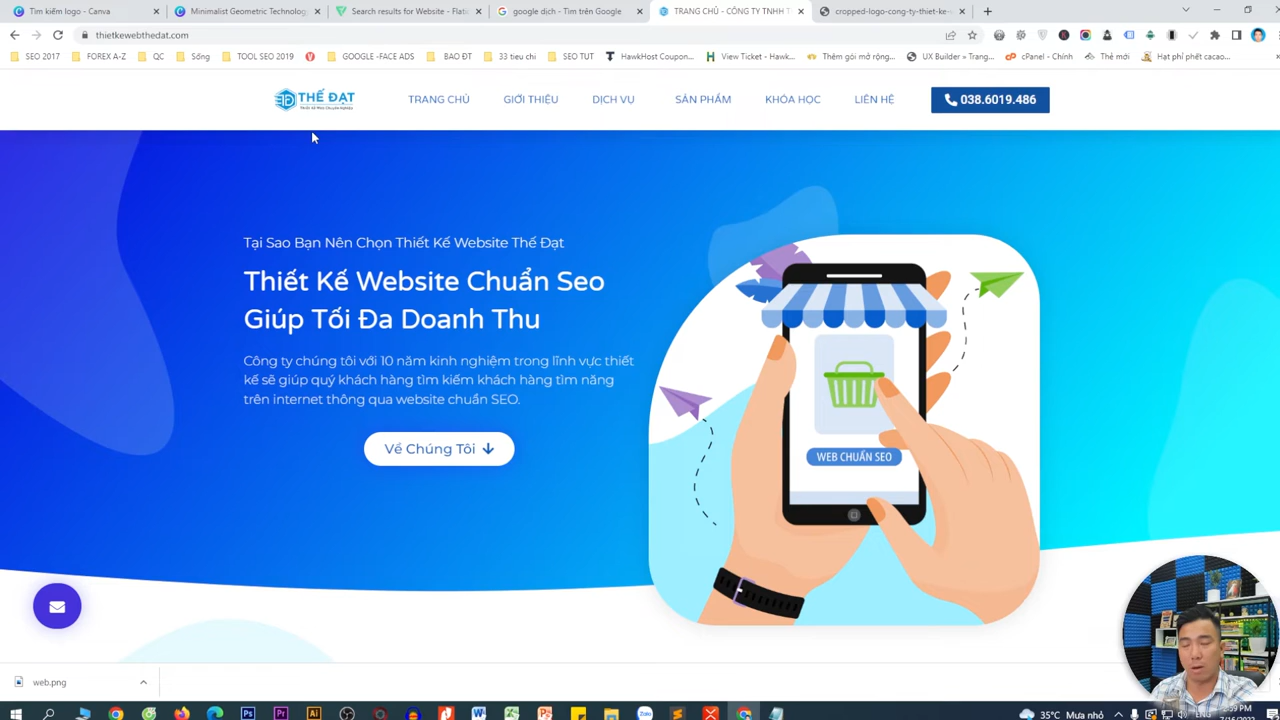 Tìm kiếm logo - Canva
Minimalist Geometric Technolog
Search results for Website - Flatic
google dịch - Tìm trên Google
TRANG CHỦ - CÔNG TY TNHH T
cropped-logo-cong-ty-thiet-ke-
thietkewebthedat.com
SEO 2017
FOREX A-Z
QC
Sống
TOOL SEO 2019
GOOGLE -FACE ADS
BAO ĐT
33 tieu chi
SEO TUT
HawkHost Coupon...
View Ticket - Hawk...
Thêm gói mở rộng...
UX Builder » Trang...
cPanel - Chính
Thẻ mới
Hạt phỉ phết cacao...
THẾ ĐẠT
TRANG CHỦ
GIỚI THIỆU
DỊCH VỤ
SẢN PHẨM
KHÓA HỌC
LIÊN HỆ
038.6019.486
Tại Sao Bạn Nên Chọn Thiết Kế Website Thế Đạt
Thiết Kế Website Chuẩn Seo
Giúp Tối Đa Doanh Thu
Công ty chúng tôi với 10 năm kinh nghiệm trong lĩnh vực thiết
kế sẽ giúp quý khách hàng tìm kiếm khách hàng tìm năng
trên internet thông qua website chuẩn SEO.
Về Chúng Tôi
WEB CHUẨN SEO
web.png
35°C Mưa nhỏ